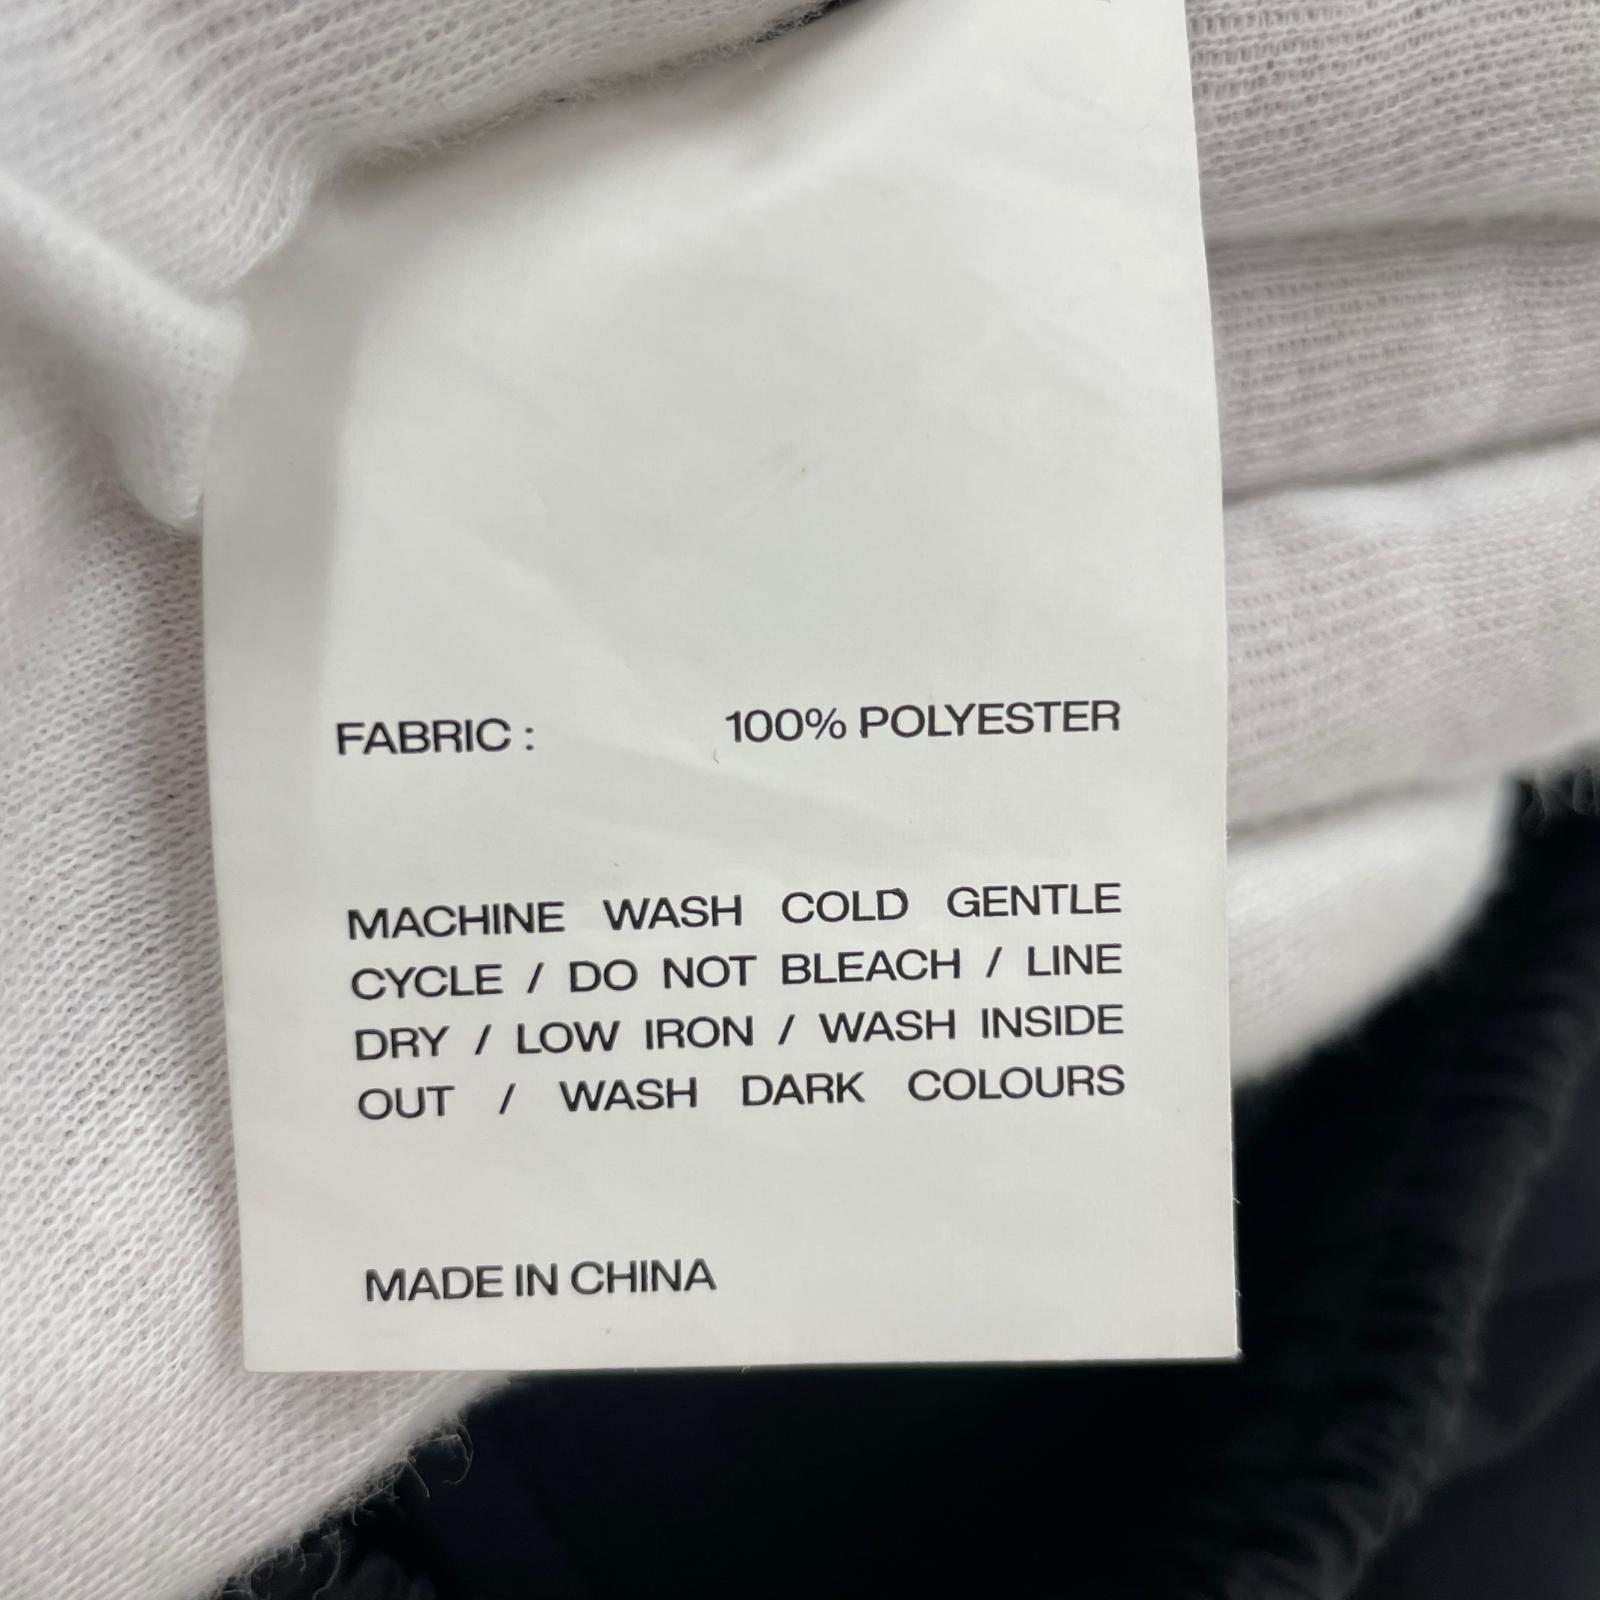 FABRIC : 100% POLYESTER
MACHINE WASH COLD GENTLE
CYCLE / DO NOT BLEACH / LINE
DRY / LOW IRON / WASH INSIDE
OUT / WASH DARK COLOURS
MADE IN CHINA